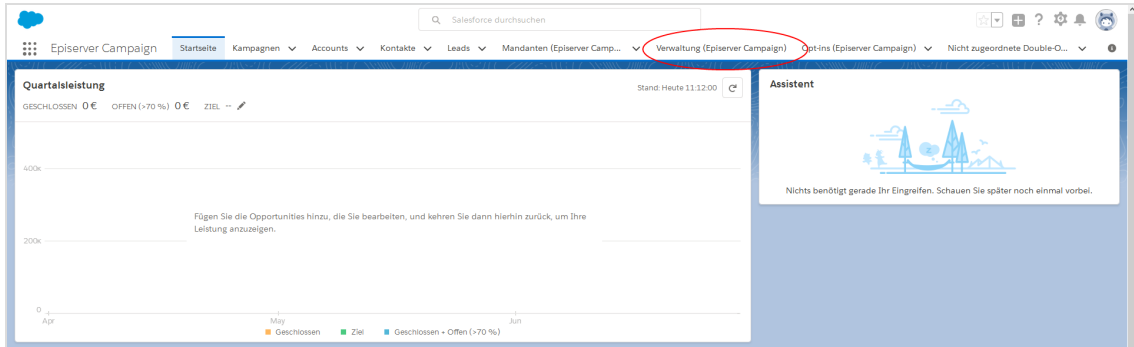 Salesforce durchsuchen
Episerver Campaign Startseite Kampagnen Accounts Kontakte Leads Mandanten (Episerver Camp... Verwaltung (Episerver Campaign) Opt-ins (Episerver Campaign) Nicht zugeordnete Double-O...
Quartalsleistung
Stand: Heute 11:12:00
GESCHLOSSEN 0 € OFFEN (>70 %) 0 € ZIEL --
400K
Fügen Sie die Opportunities hinzu, die Sie bearbeiten, und kehren Sie dann hierhin zurück, um Ihre
Leistung anzuzeigen.
200K
0
Apr May Jun
Geschlossen Ziel Geschlossen + Offen (>70 %)
Assistent
Nichts benötigt gerade Ihr Eingreifen. Schauen Sie später noch einmal vorbei.